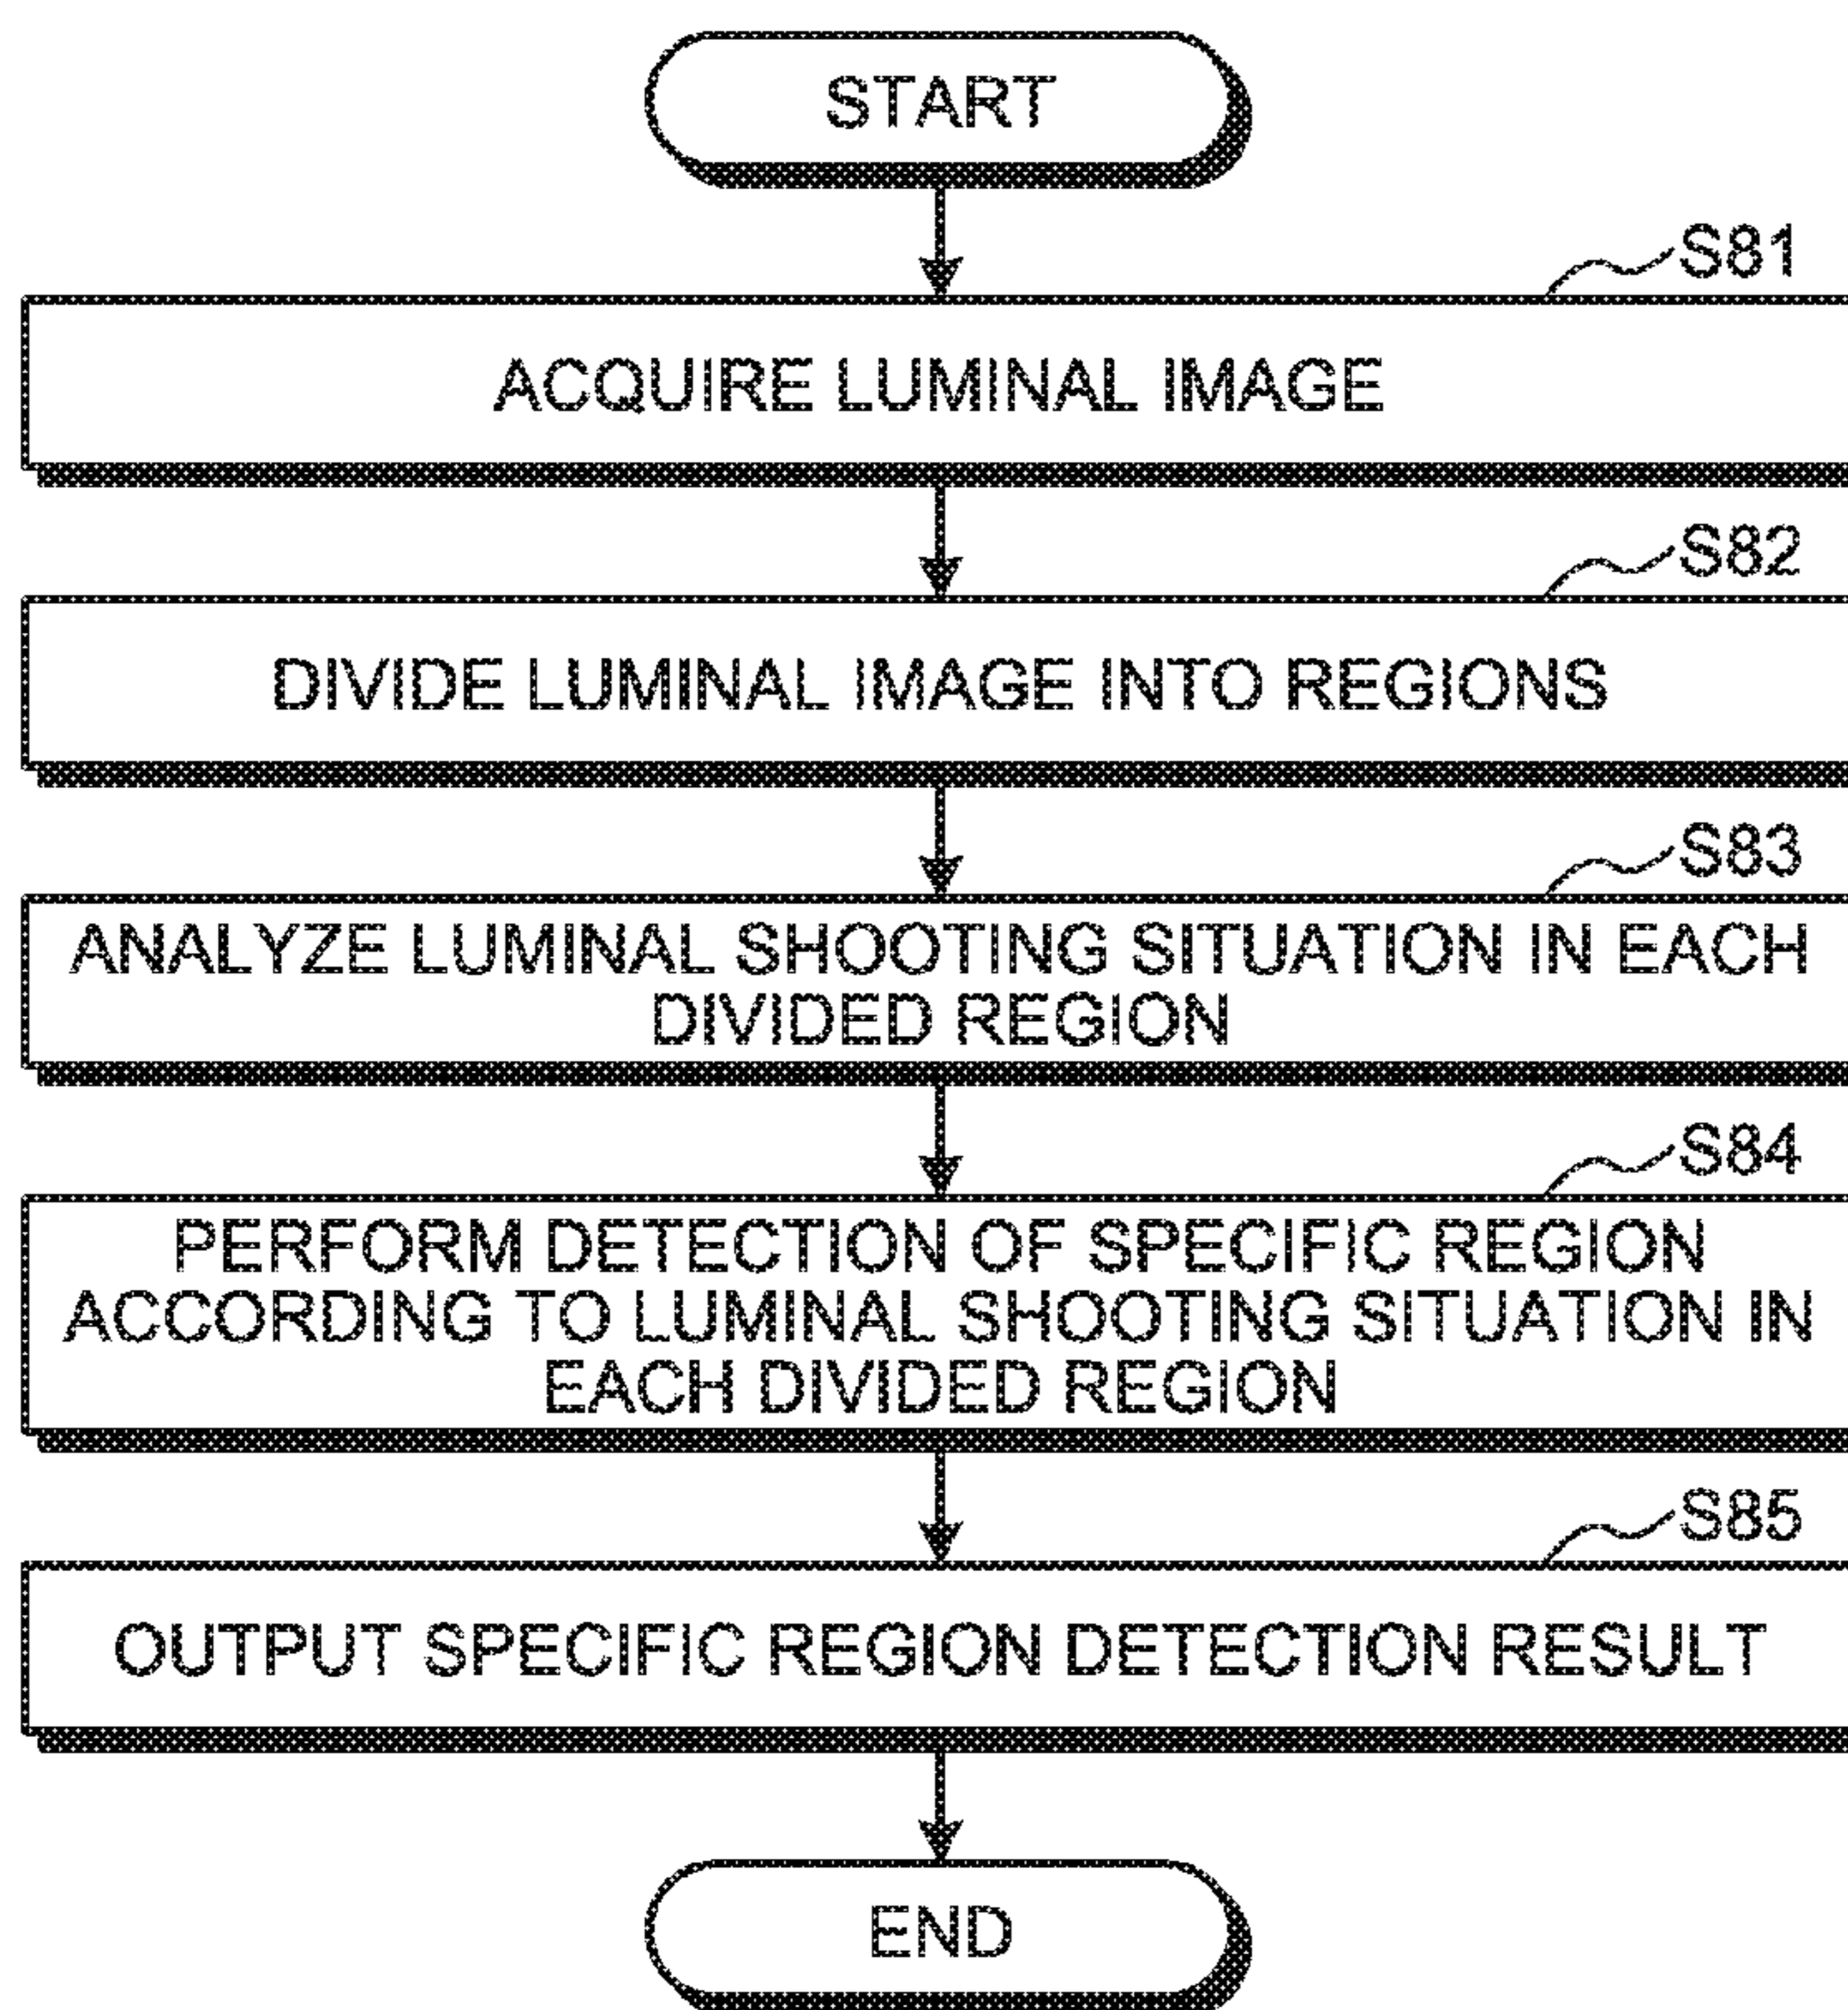 START
S81
ACQUIRE LUMINAL IMAGE
S82
DIVIDE LUMINAL IMAGE INTO REGIONS
S83
ANALYZE LUMINAL SHOOTING SITUATION IN EACH
DIVIDED REGION
S84
PERFORM DETECTION OF SPECIFIC REGION
ACCORDING TO LUMINAL SHOOTING SITUATION IN
EACH DIVIDED REGION
S85
OUTPUT SPECIFIC REGION DETECTION RESULT
END